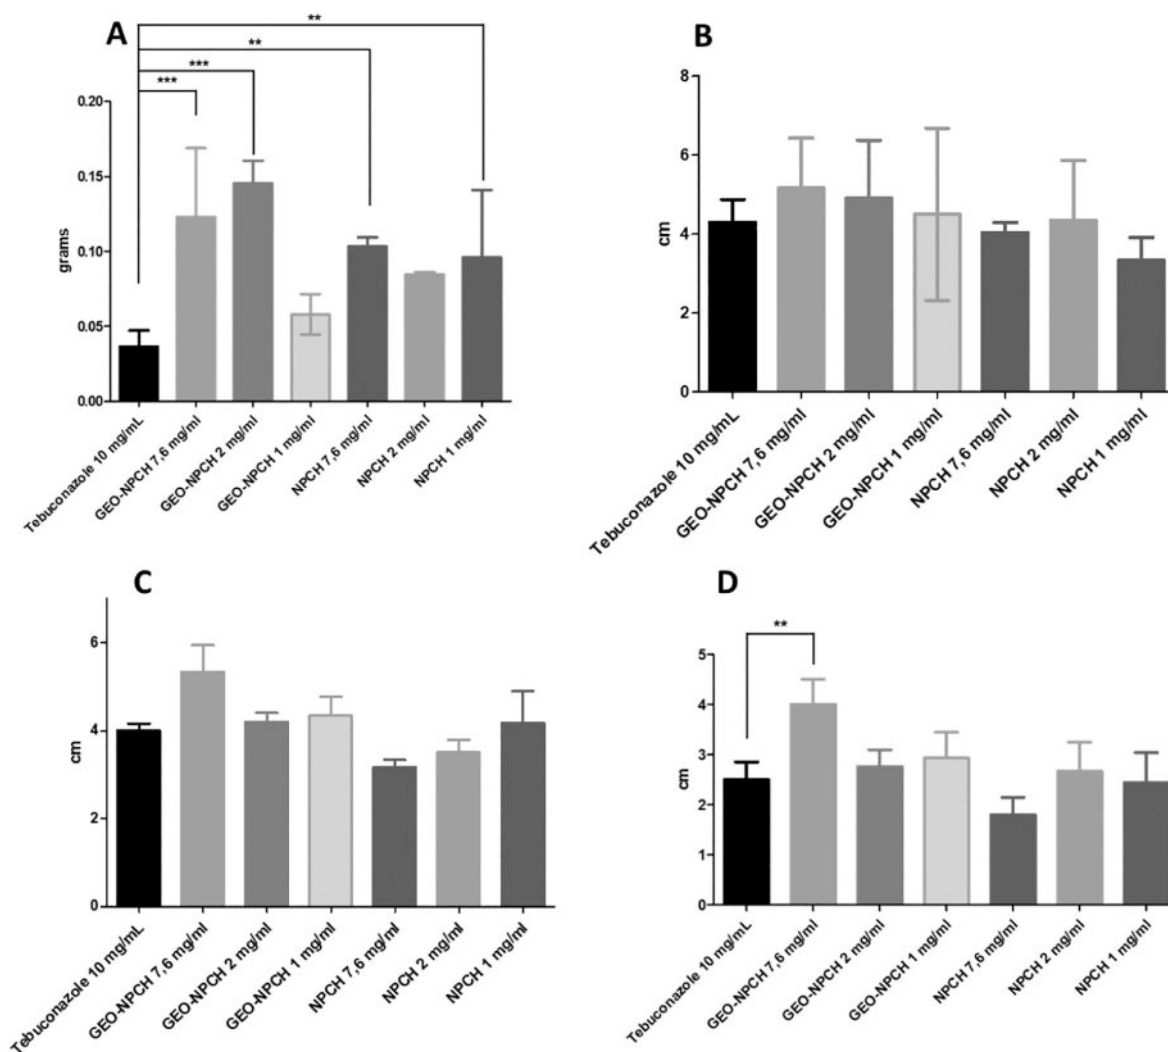 A
**
**
***
***
0.20
0.15
0.10
0.05
0.00
grams
Tebuconazole 10 mg/mL
GEO-NPCH 7,6 mg/ml
GEO-NPCH 2 mg/ml
GEO-NPCH 1 mg/ml
NPCH 7,6 mg/ml
NPCH 2 mg/ml
NPCH 1 mg/ml
B
8
6
4
2
0
cm
Tebuconazole 10 mg/mL
GEO-NPCH 7,6 mg/ml
GEO-NPCH 2 mg/ml
GEO-NPCH 1 mg/ml
NPCH 7,6 mg/ml
NPCH 2 mg/ml
NPCH 1 mg/ml
C
6
4
2
0
cm
Tebuconazole 10 mg/mL
GEO-NPCH 7,6 mg/ml
GEO-NPCH 2 mg/ml
GEO-NPCH 1 mg/ml
NPCH 7,6 mg/ml
NPCH 2 mg/ml
NPCH 1 mg/ml
D
**
5
4
3
2
1
0
cm
Tebuconazole 10 mg/mL
GEO-NPCH 7,6 mg/ml
GEO-NPCH 2 mg/ml
GEO-NPCH 1 mg/ml
NPCH 7,6 mg/ml
NPCH 2 mg/ml
NPCH 1 mg/ml